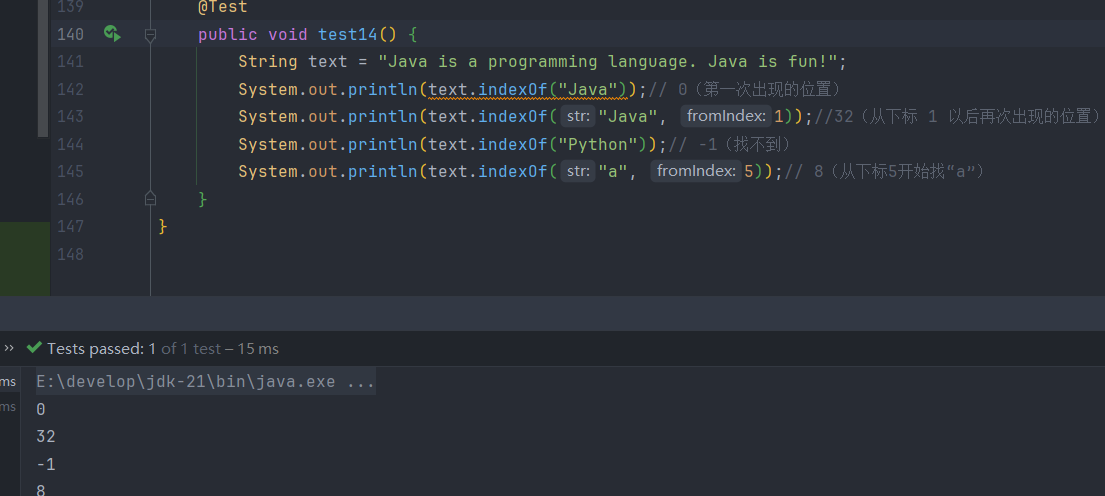 139 @Test
140 public void test14() {
141 String text = "Java is a programming language. Java is fun!";
142 System.out.println(text.indexOf("Java"));// 0（第一次出现的位置）
143 System.out.println(text.indexOf( str: "Java", fromIndex: 1));//32（从下标 1 以后再次出现的位置）
144 System.out.println(text.indexOf("Python"));// -1（找不到）
145 System.out.println(text.indexOf( str: "a", fromIndex: 5));// 8（从下标5开始找“a”）
146 }
147 }
148
›› Tests passed: 1 of 1 test – 15 ms
ms E:\develop\jdk-21\bin\java.exe ...
ms 0
32
-1
8